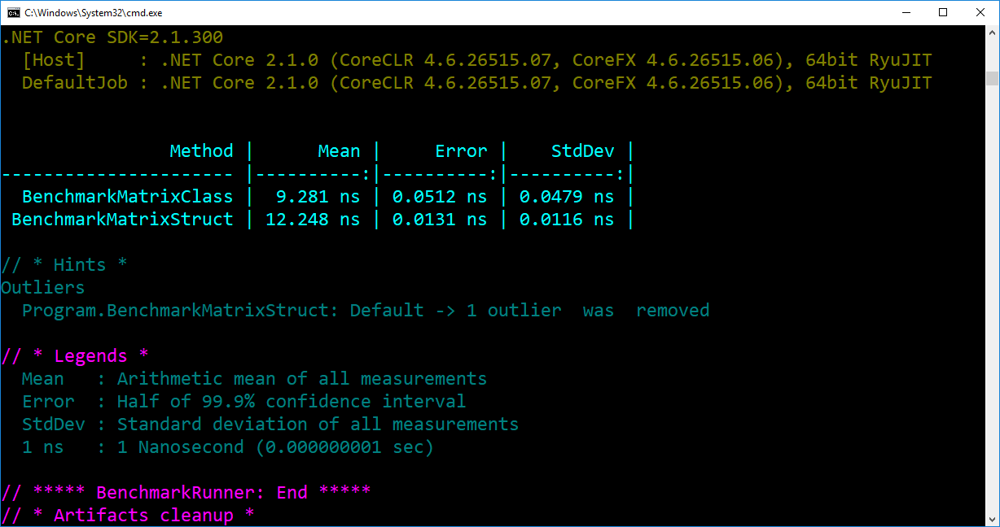 C:\Windows\System32\cmd.exe
.NET Core SDK=2.1.300
  [Host]     : .NET Core 2.1.0 (CoreCLR 4.6.26515.07, CoreFX 4.6.26515.06), 64bit RyuJIT
  DefaultJob : .NET Core 2.1.0 (CoreCLR 4.6.26515.07, CoreFX 4.6.26515.06), 64bit RyuJIT
                Method |      Mean |     Error |    StdDev |
---------------------- |----------:|----------:|----------:|
  BenchmarkMatrixClass |  9.281 ns | 0.0512 ns | 0.0479 ns |
 BenchmarkMatrixStruct | 12.248 ns | 0.0131 ns | 0.0116 ns |
// * Hints *
Outliers
  Program.BenchmarkMatrixStruct: Default -> 1 outlier  was  removed
// * Legends *
  Mean   : Arithmetic mean of all measurements
  Error  : Half of 99.9% confidence interval
  StdDev : Standard deviation of all measurements
  1 ns   : 1 Nanosecond (0.000000001 sec)
// ***** BenchmarkRunner: End *****
// * Artifacts cleanup *